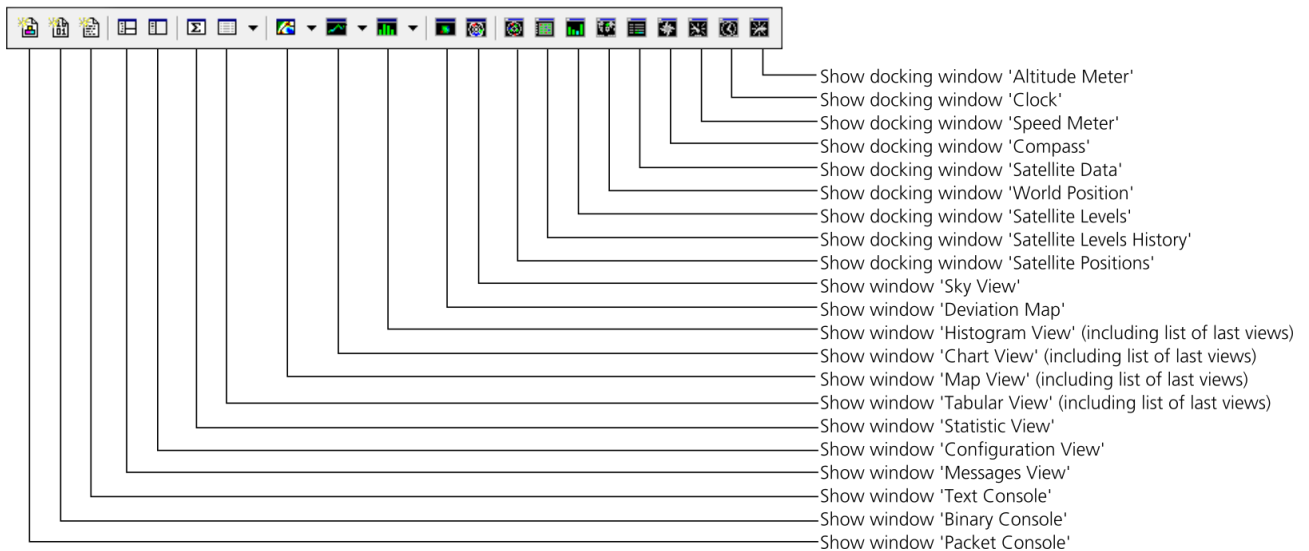 Show docking window 'Altitude Meter'
Show docking window 'Clock'
Show docking window 'Speed Meter'
Show docking window 'Compass'
Show docking window 'Satellite Data'
Show docking window 'World Position'
Show docking window 'Satellite Levels'
Show docking window 'Satellite Levels History'
Show docking window 'Satellite Positions'
Show window 'Sky View'
Show window 'Deviation Map'
Show window 'Histogram View' (including list of last views)
Show window 'Chart View' (including list of last views)
Show window 'Map View' (including list of last views)
Show window 'Tabular View' (including list of last views)
Show window 'Statistic View'
Show window 'Configuration View'
Show window 'Messages View'
Show window 'Text Console'
Show window 'Binary Console'
Show window 'Packet Console'